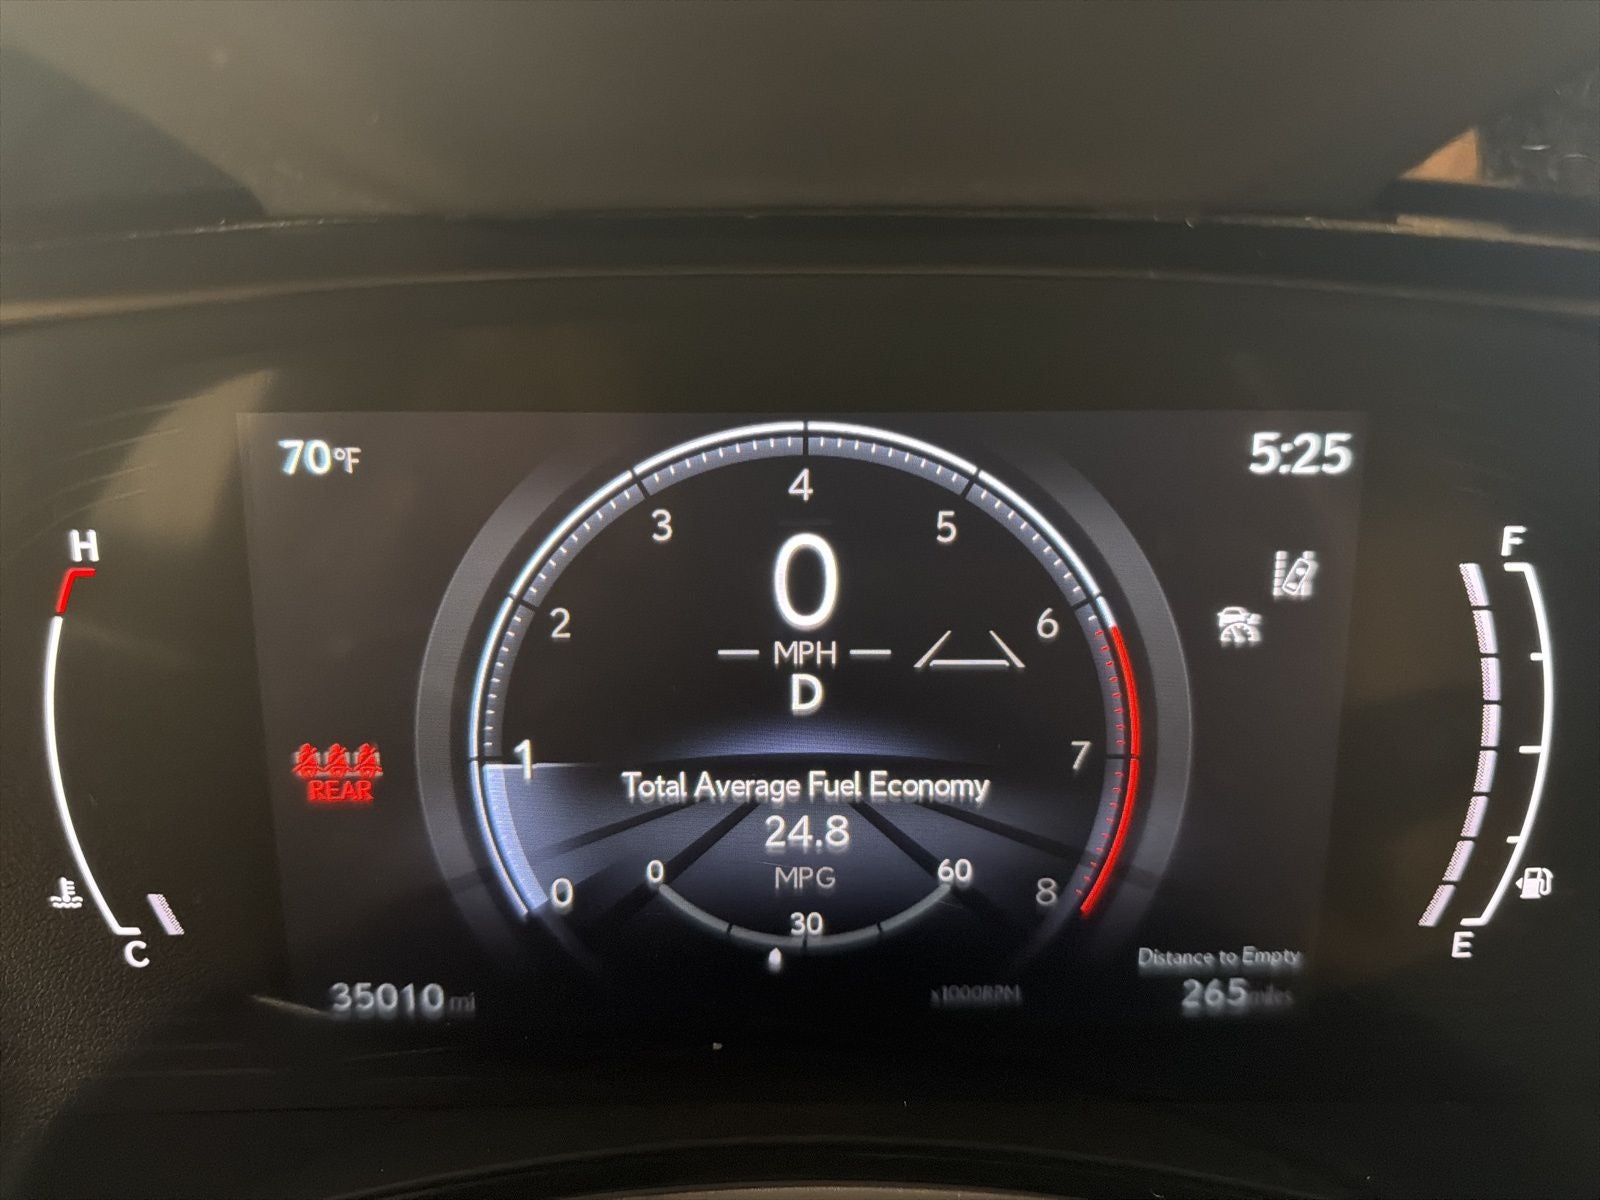 70°F
5:25
H
F
4
3
5
0
2
6
MPH
D
1
7
REAR
Total Average Fuel Economy
24.8
MPG
0
60
0
8
30
C
E
Distance to Empty
35010 mi
x1000RPM
265 miles